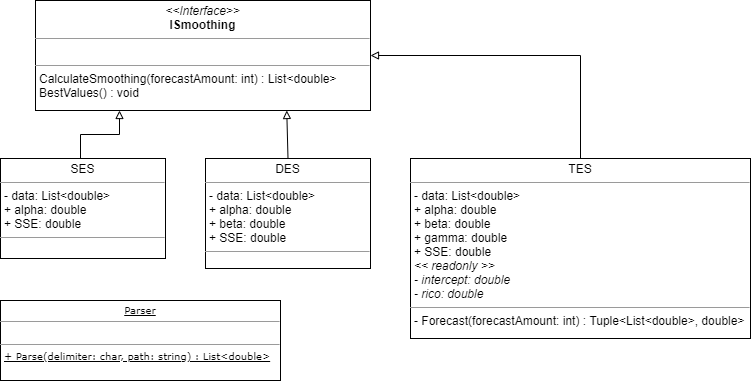 <<Interface>>
ISmoothing
CalculateSmoothing(forecastAmount: int) : List<double>
BestValues() : void
SES
- data: List<double>
+ alpha: double
+ SSE: double
DES
- data: List<double>
+ alpha: double
+ beta: double
+ SSE: double
TES
- data: List<double>
+ alpha: double
+ beta: double
+ gamma: double
+ SSE: double
<< readonly >>
- intercept: double
- rico: double
- Forecast(forecastAmount: int) : Tuple<List<double>, double>
Parser
+ Parse(delimiter: char, path: string) : List<double>